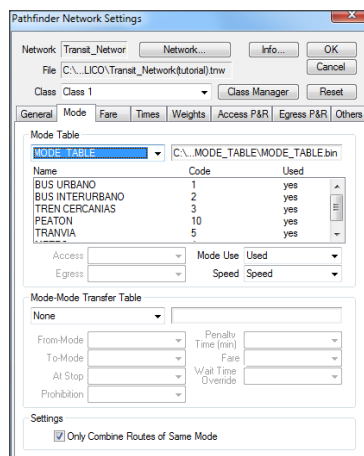 Pathfinder Network Settings
Network Transit_Networ Network... Info... OK
File C:\...LICO\Transit_Network(tutorial).tnw Cancel
Class Class 1 Class Manager Reset
General Mode Fare Times Weights Access P&R Egress P&R Others
Mode Table
MODE_TABLE C:\...MODE_TABLE\MODE_TABLE.bin
Name Code Used
BUS URBANO 1 yes
BUS INTERURBANO 2 yes
TREN CERCANIAS 3 yes
PEATON 10 yes
TRANVIA 5 yes
Access Mode Use Used
Egress Speed Speed
Mode-Mode Transfer Table
None
From-Mode Penalty Time (min)
To-Mode Fare
At Stop Wait Time Override
Prohibition
Settings
Only Combine Routes of Same Mode